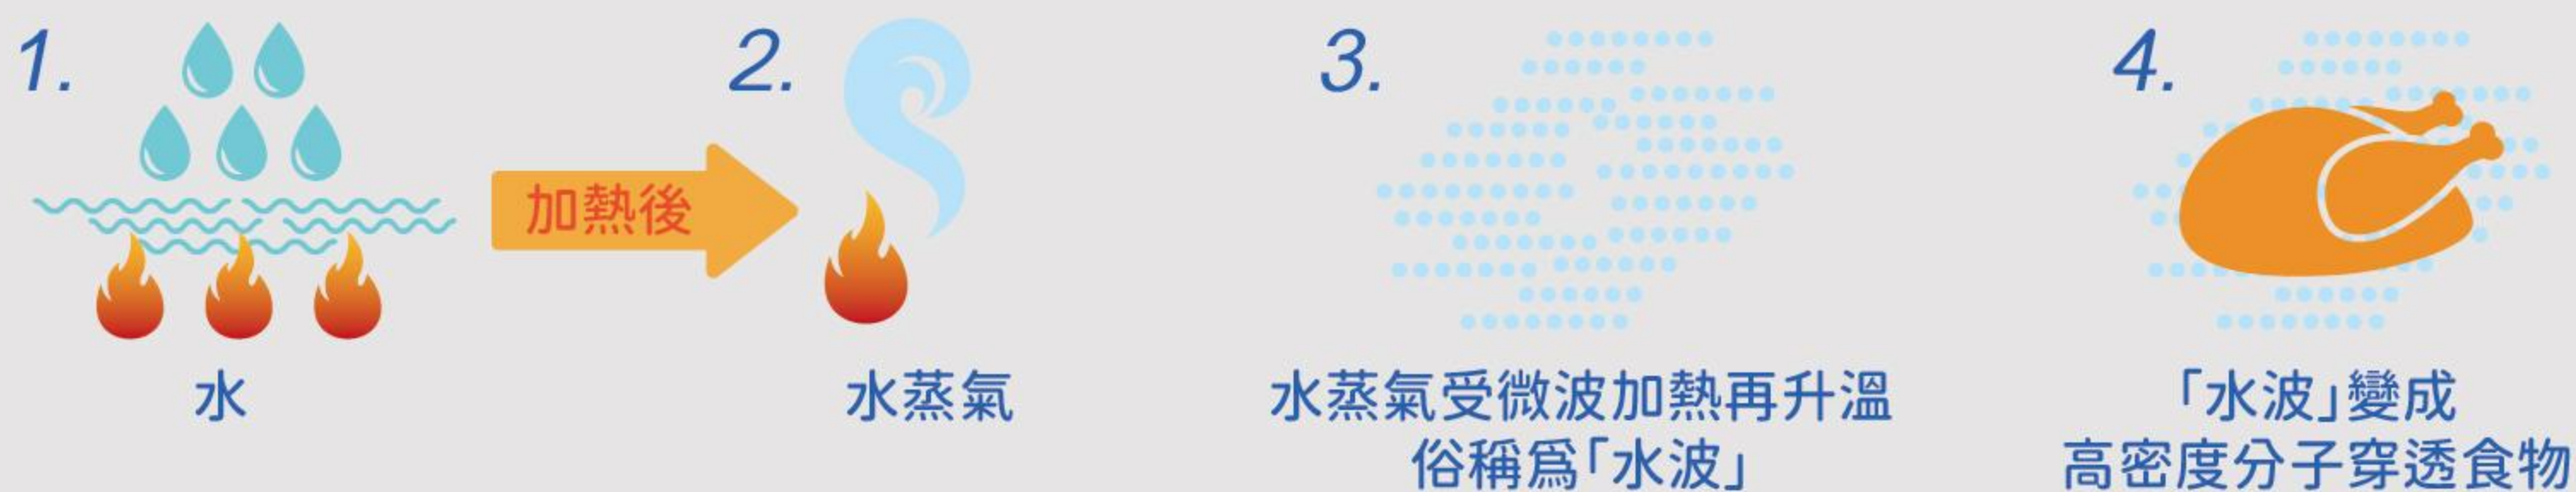 1.
水
加熱後
2.
水蒸氣
3.
水蒸氣受微波加熱再升溫
俗稱爲「水波」
4.
「水波」變成
高密度分子穿透食物